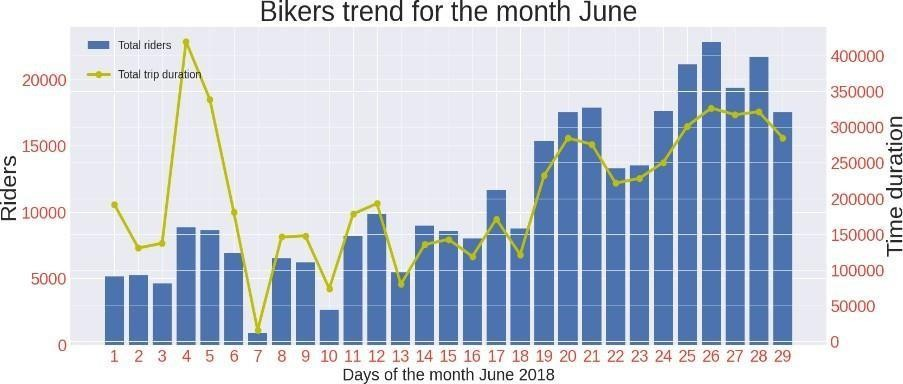 Bikers trend for the month June
Total riders
Total trip duration
Riders
20000
15000
10000
5000
0
400000
350000
300000
250000
200000
150000
100000
50000
0
Time duration
1 2 3 4 5 6 7 8 9 10 11 12 13 14 15 16 17 18 19 20 21 22 23 24 25 26 27 28 29
Days of the month June 2018